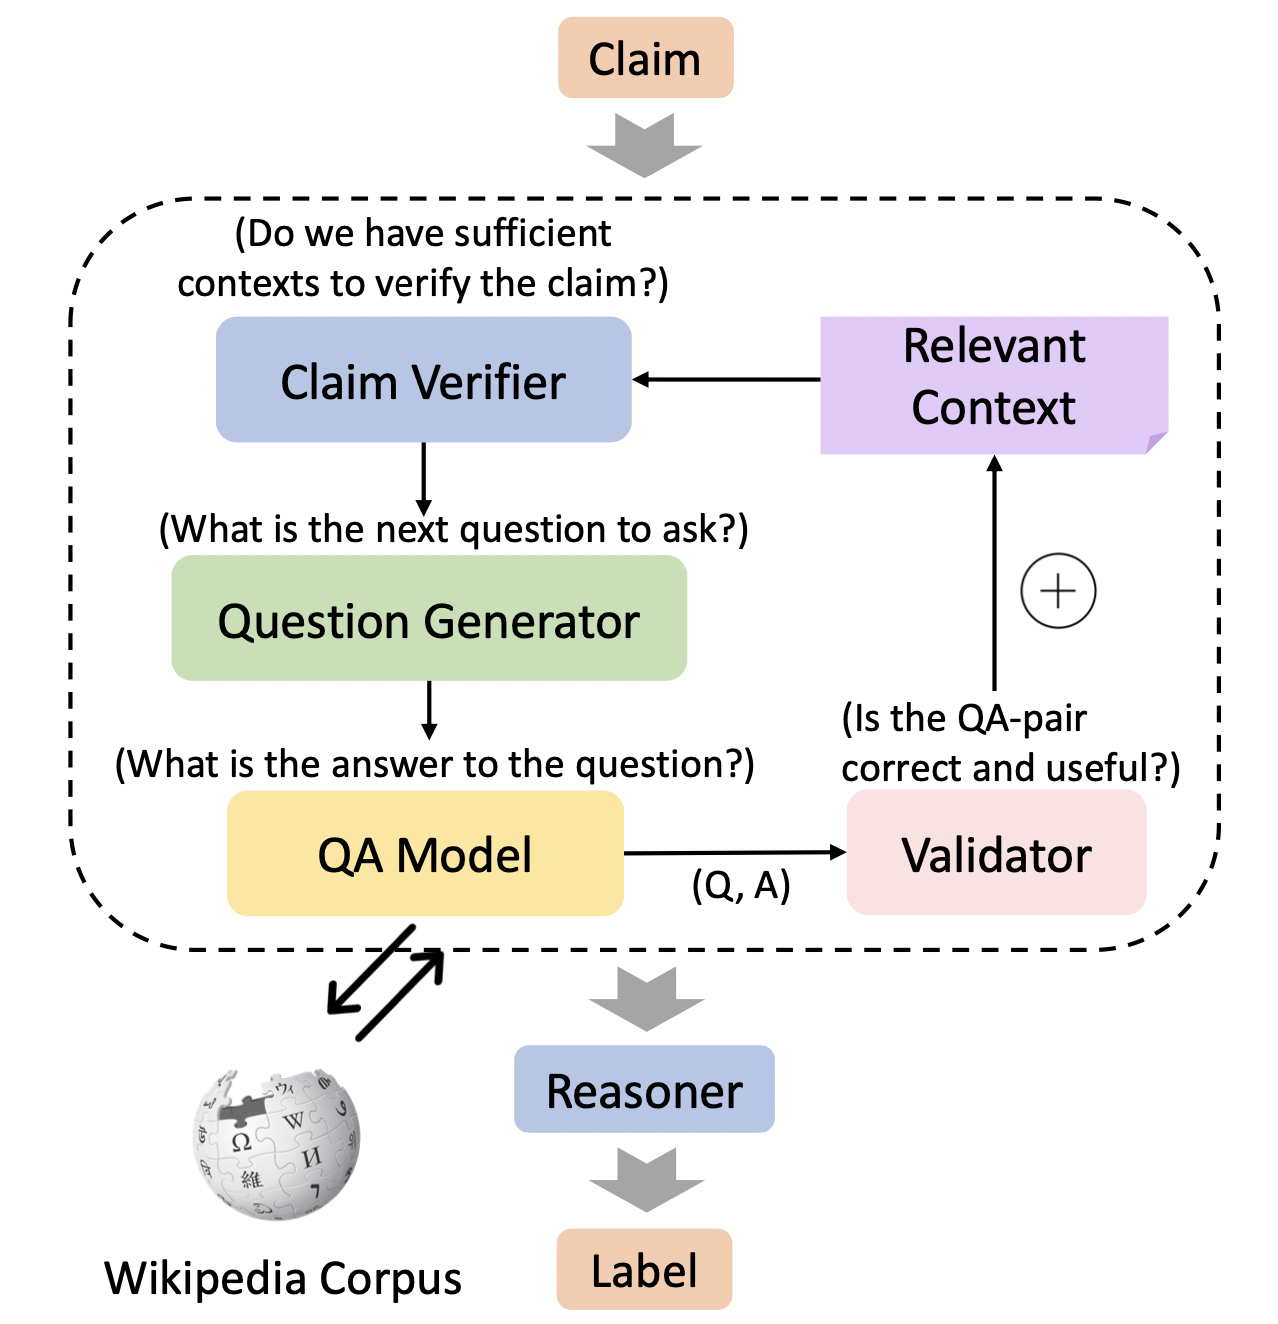 Claim
(Do we have sufficient
contexts to verify the claim?)
Claim Verifier
Relevant
Context
(What is the next question to ask?)
Question Generator
(What is the answer to the question?)
QA Model
(Q, A)
(Is the QA-pair
correct and useful?)
Validator
Reasoner
Ω
W
И
維
Wikipedia Corpus
Label